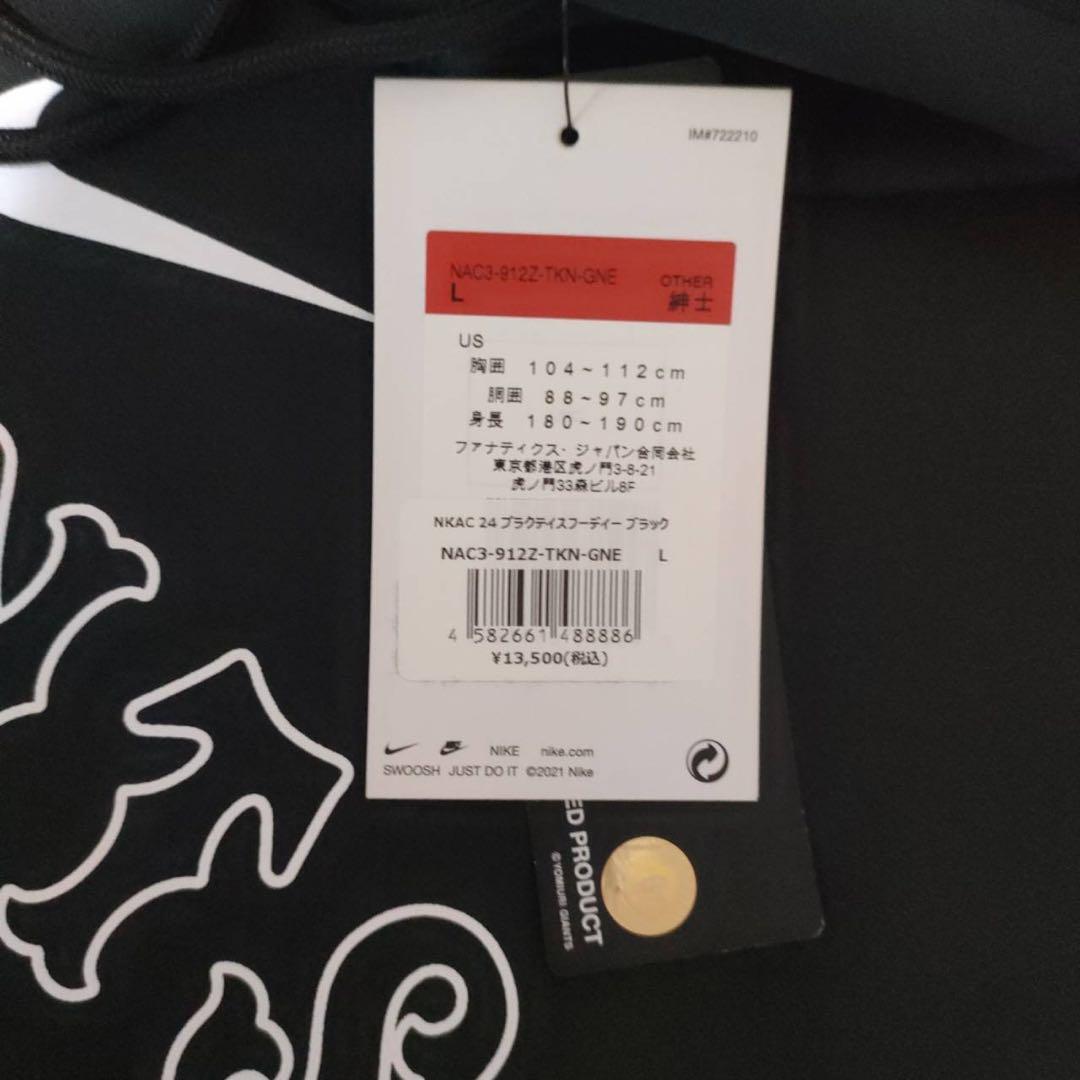 IM#722210
NAC3-912Z-TKN-GNE OTHER
L 紳士
US
胸囲 104~112cm
胴囲 88~97cm
身長 180~190cm
ファナティクス・ジャパン合同会社
東京都港区虎ノ門3-8-21
虎ノ門33森ビル8F
NKAC 24 プラクティスフーディー ブラック
NAC3-912Z-TKN-GNE L
4 582661 488886
¥13,500(税込)
NIKE nike.com
SWOOSH JUST DO IT ©2021 Nike
ED PRODUCT
©YOMIURI GIANTS